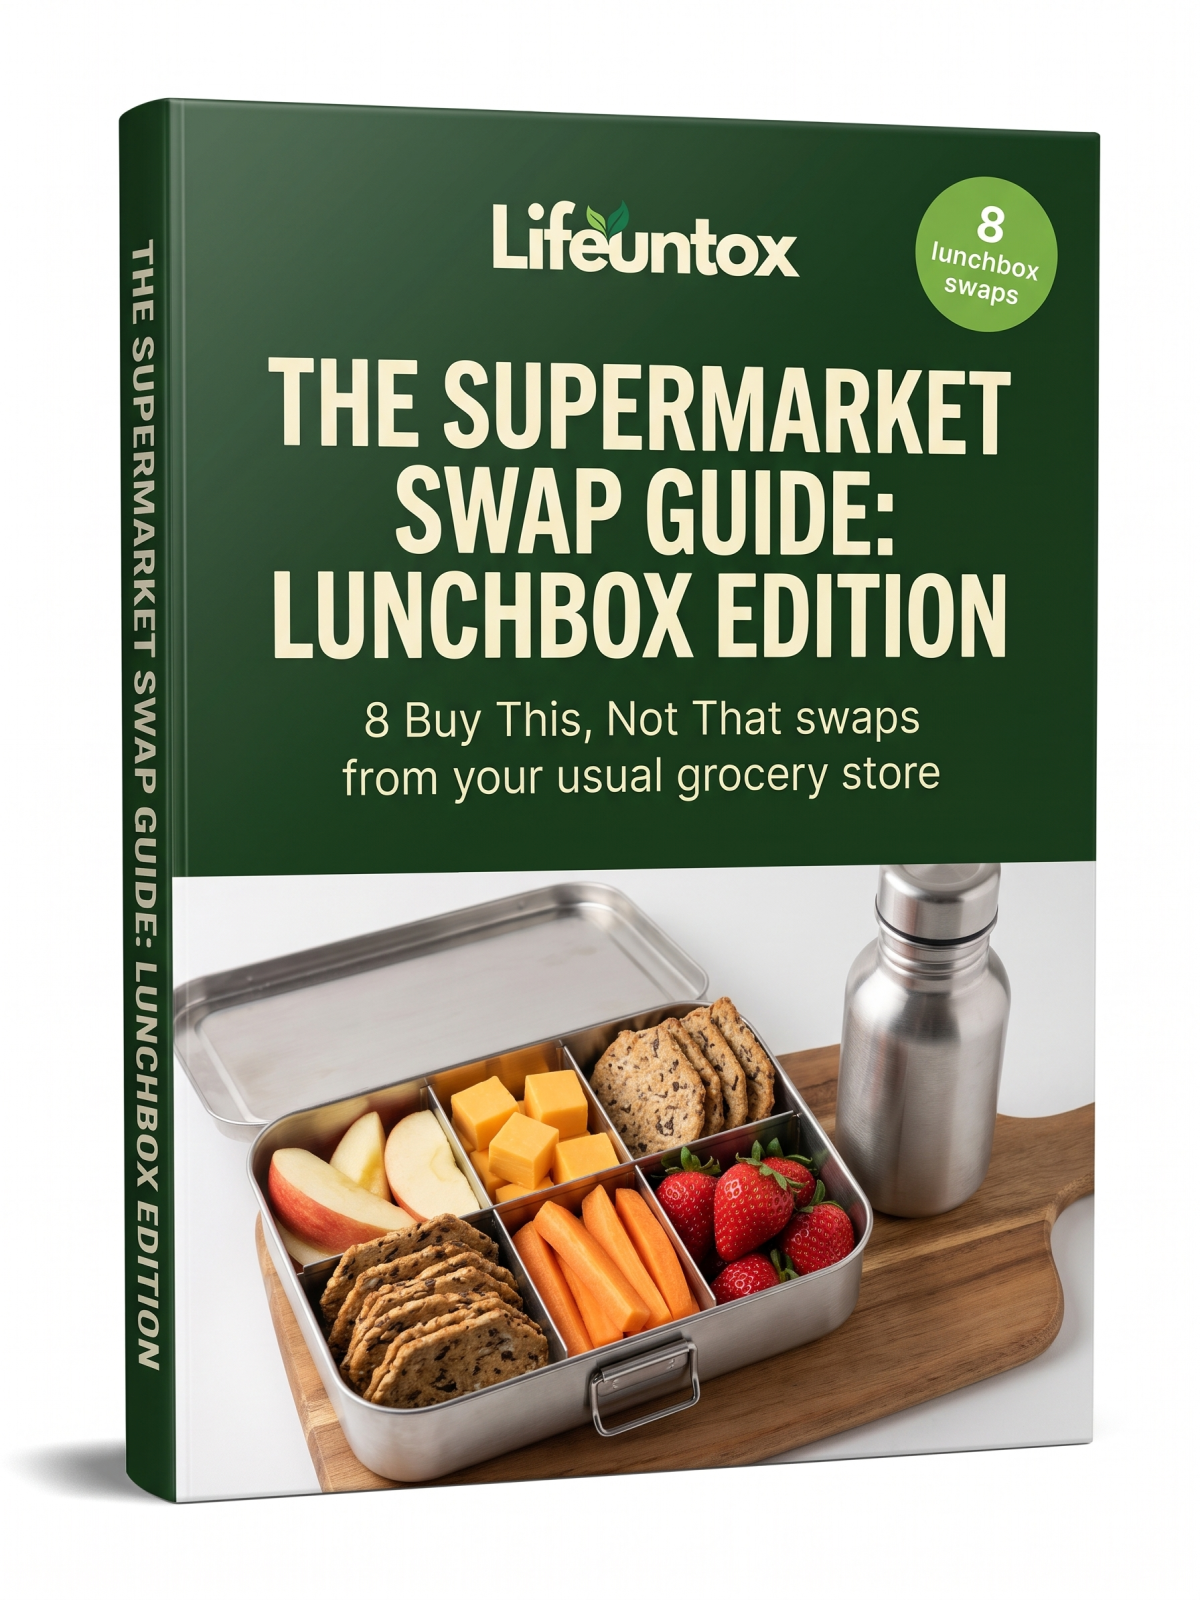 Lifeuntox
8
lunchbox
swaps
THE SUPERMARKET
SWAP GUIDE:
LUNCHBOX EDITION
8 Buy This, Not That swaps
from your usual grocery store
THE SUPERMARKET SWAP GUIDE: LUNCHBOX EDITION